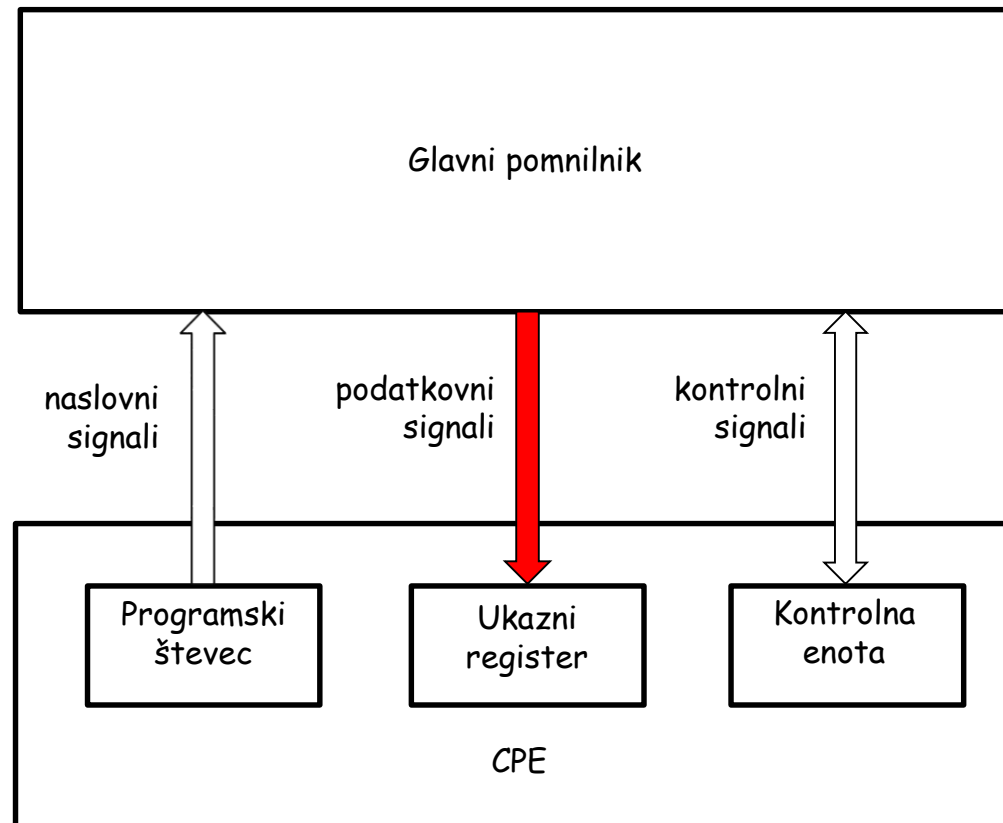 Glavni pomnilnik
naslovni
signali
podatkovni
signali
kontrolni
signali
Programski
števec
Ukazni
register
Kontrolna
enota
CPE